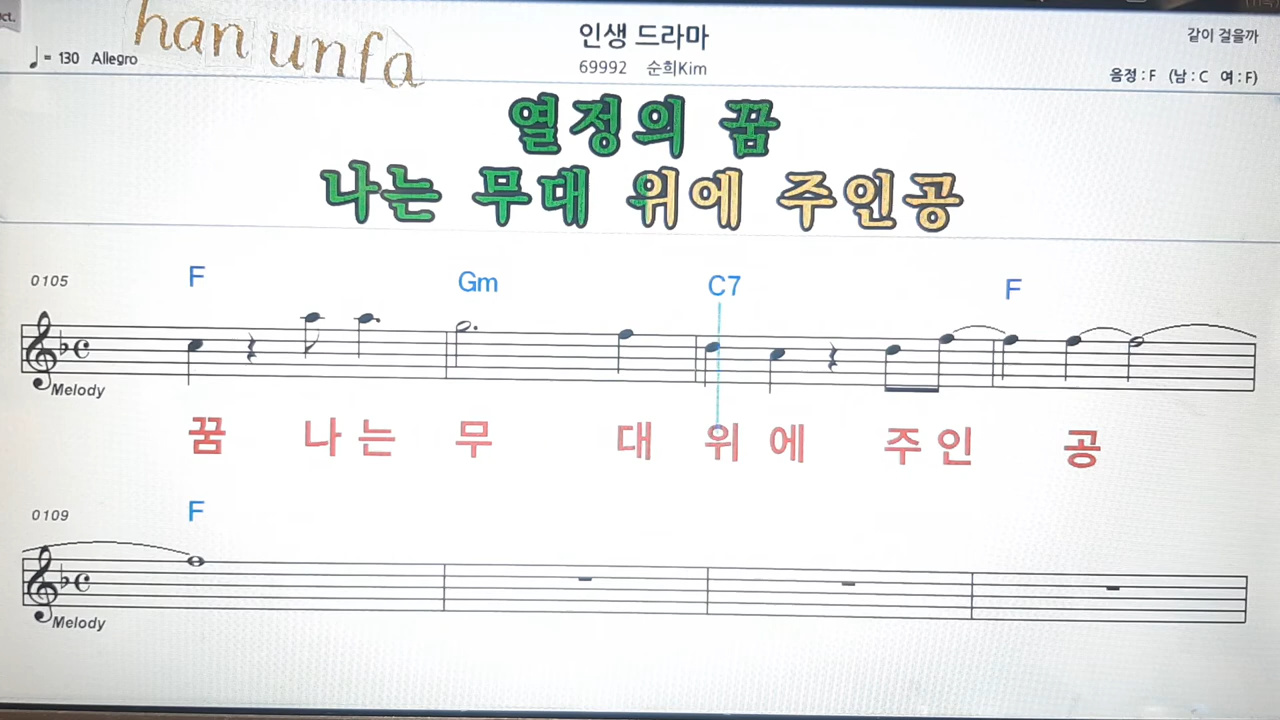 han unfa
인생 드라마
같이 걸을까
♩ = 130 Allegro
69992 순희Kim
음정 : F (남 : C 여 : F)
열정의 꿈
나는 무대 위에 주인공
0105 F Gm C7 F
Melody
꿈 나 는 무 대 위 에 주 인 공
0109 F
Melody